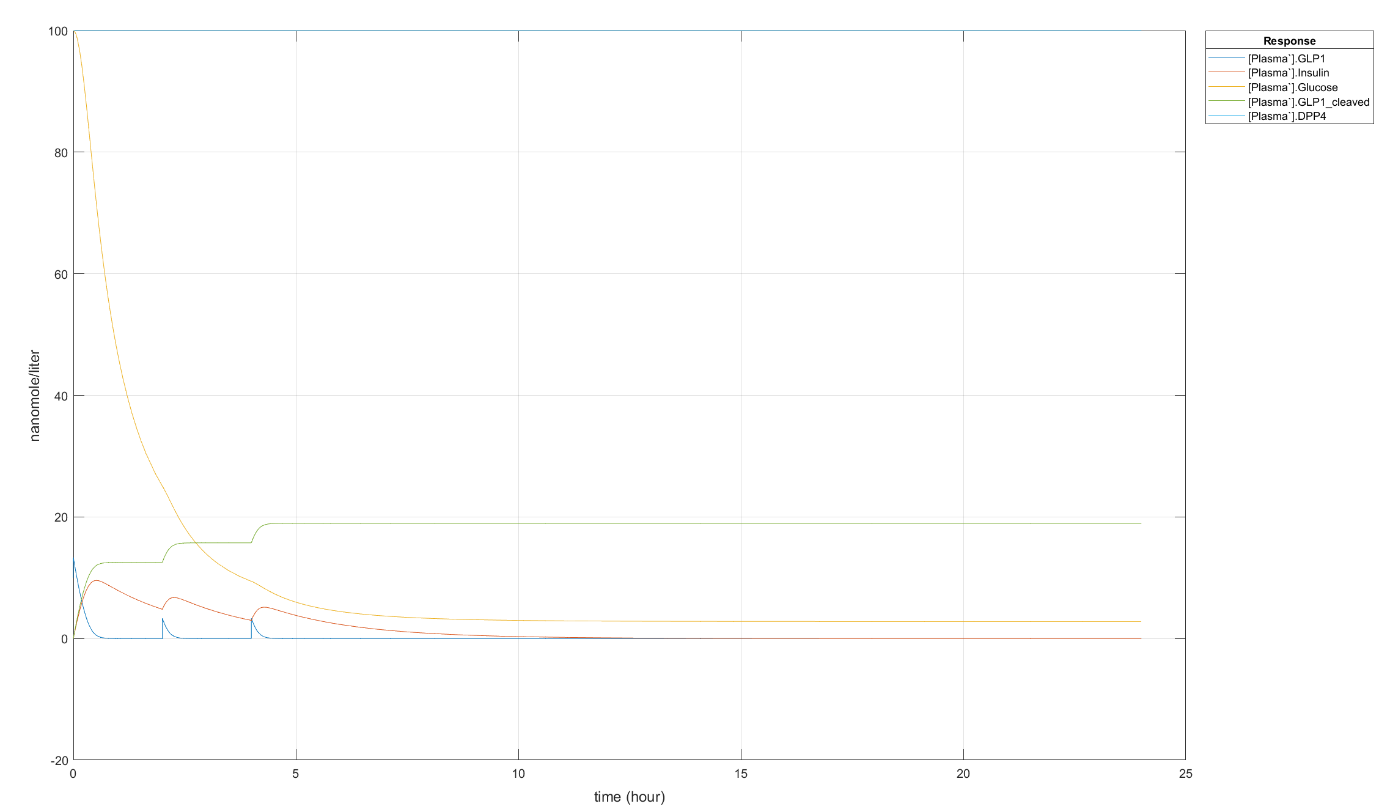 100
80
60
40
20
0
-20
nanomole/liter
0 5 10 15 20 25
time (hour)
Response
[Plasma`].GLP1
[Plasma`].Insulin
[Plasma`].Glucose
[Plasma`].GLP1_cleaved
[Plasma`].DPP4